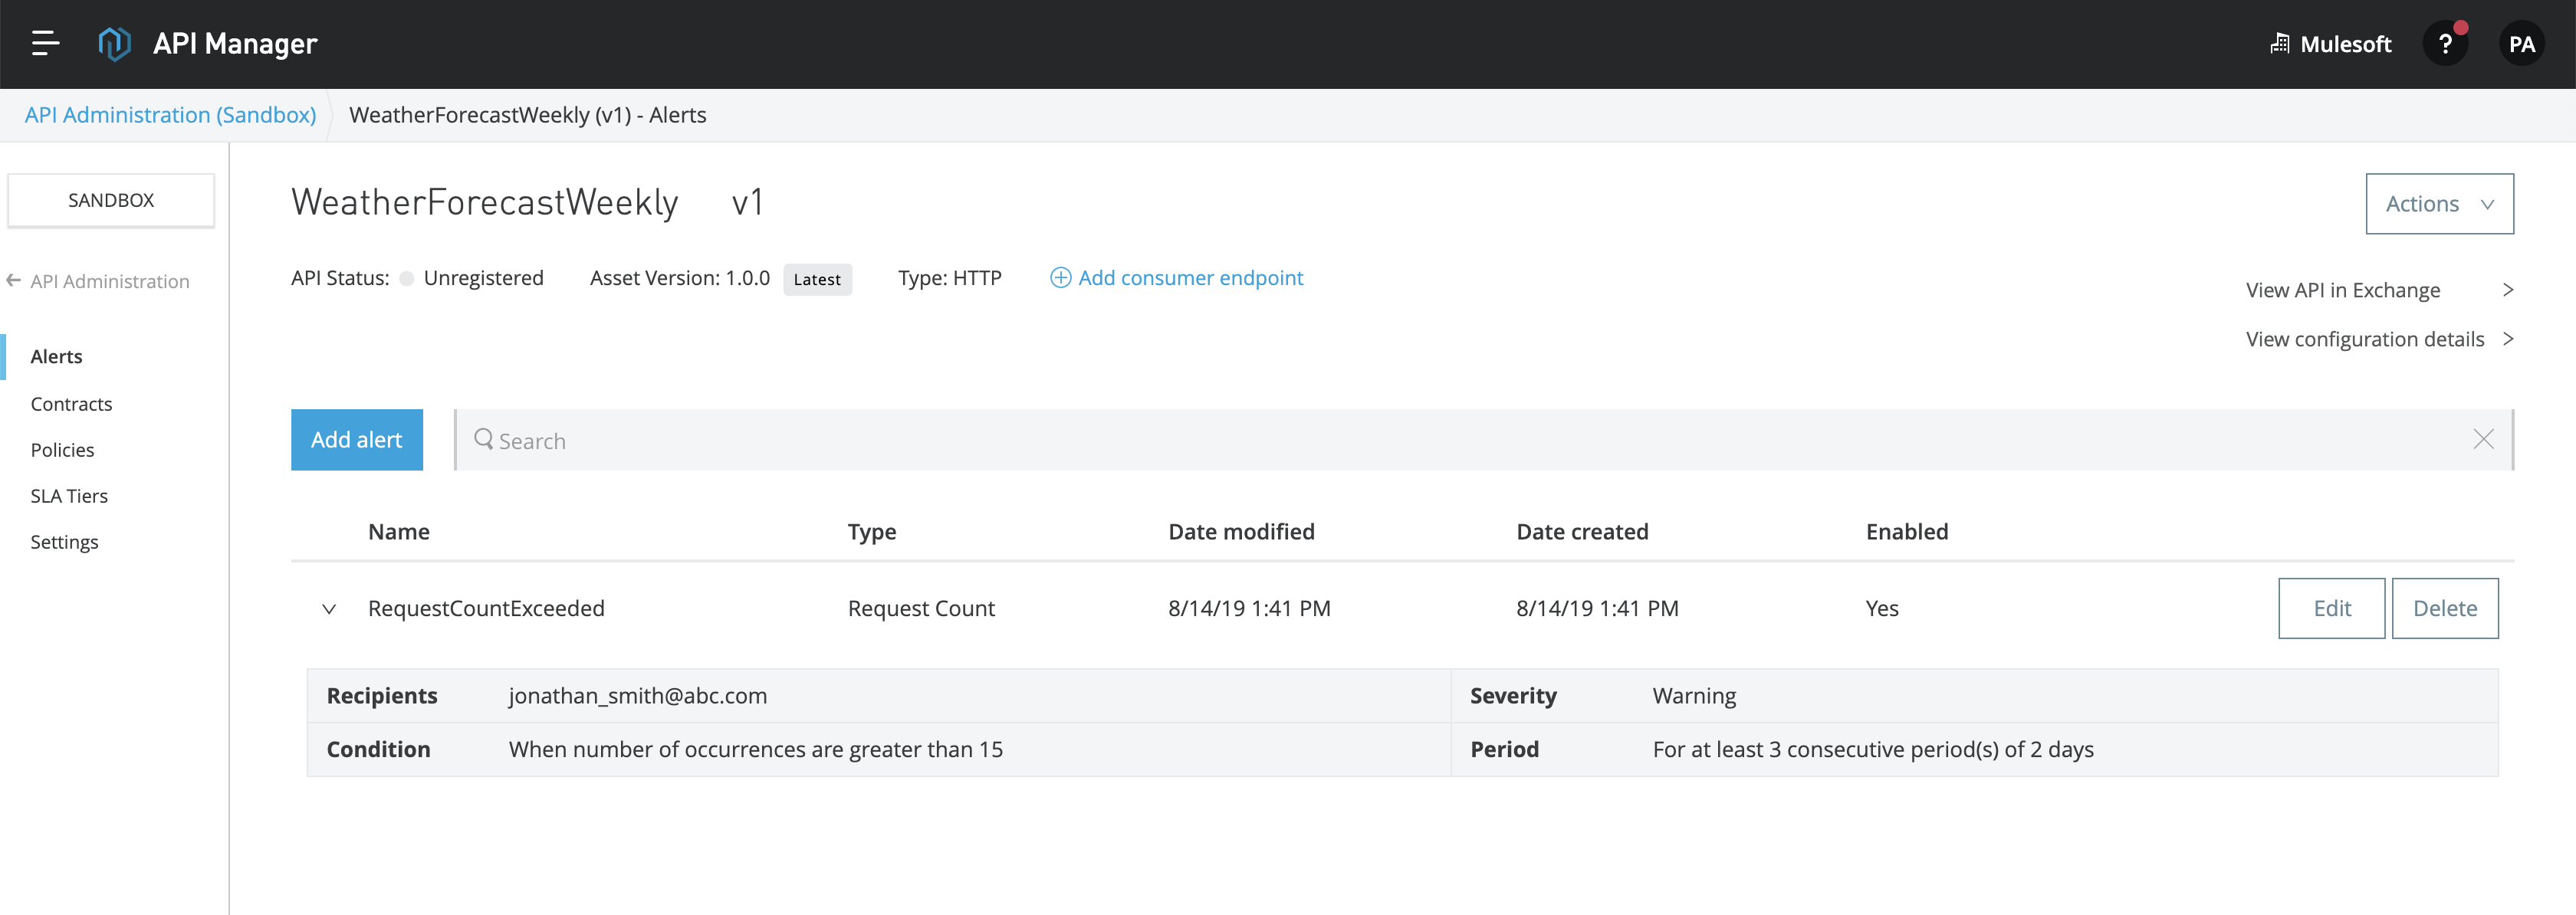 API Manager
Mulesoft
?
PA
API Administration (Sandbox)
WeatherForecastWeekly (v1) - Alerts
SANDBOX
API Administration
Alerts
Contracts
Policies
SLA Tiers
Settings
WeatherForecastWeekly v1
Actions
API Status: Unregistered Asset Version: 1.0.0 Latest Type: HTTP Add consumer endpoint
View API in Exchange
View configuration details
Add alert
Search
Name Type Date modified Date created Enabled
RequestCountExceeded Request Count 8/14/19 1:41 PM 8/14/19 1:41 PM Yes Edit Delete
Recipients jonathan_smith@abc.com Severity Warning
Condition When number of occurrences are greater than 15 Period For at least 3 consecutive period(s) of 2 days